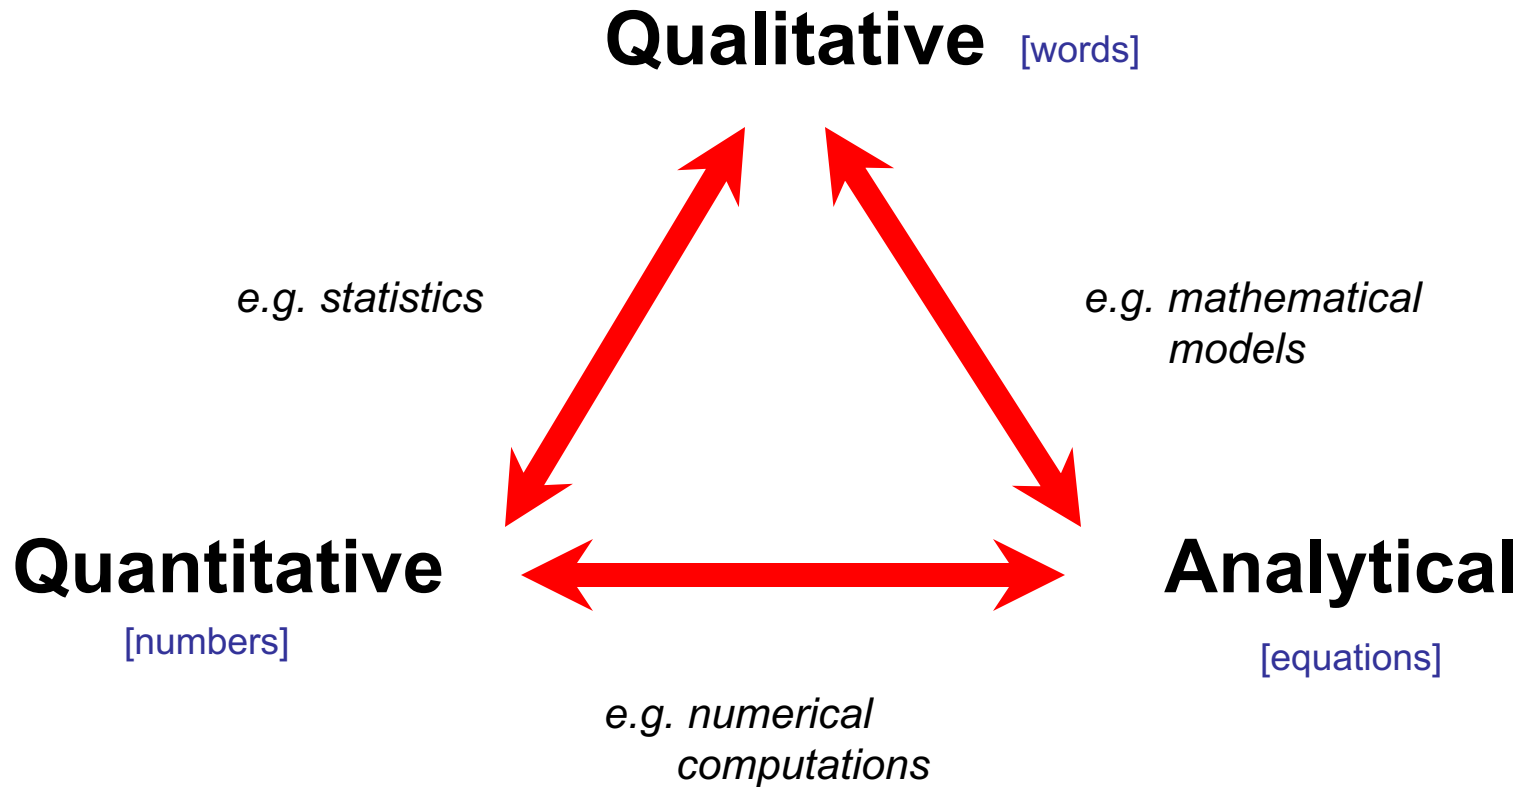 Qualitative [words]
e.g. statistics
e.g. mathematical
models
Quantitative
[numbers]
Analytical
[equations]
e.g. numerical
computations